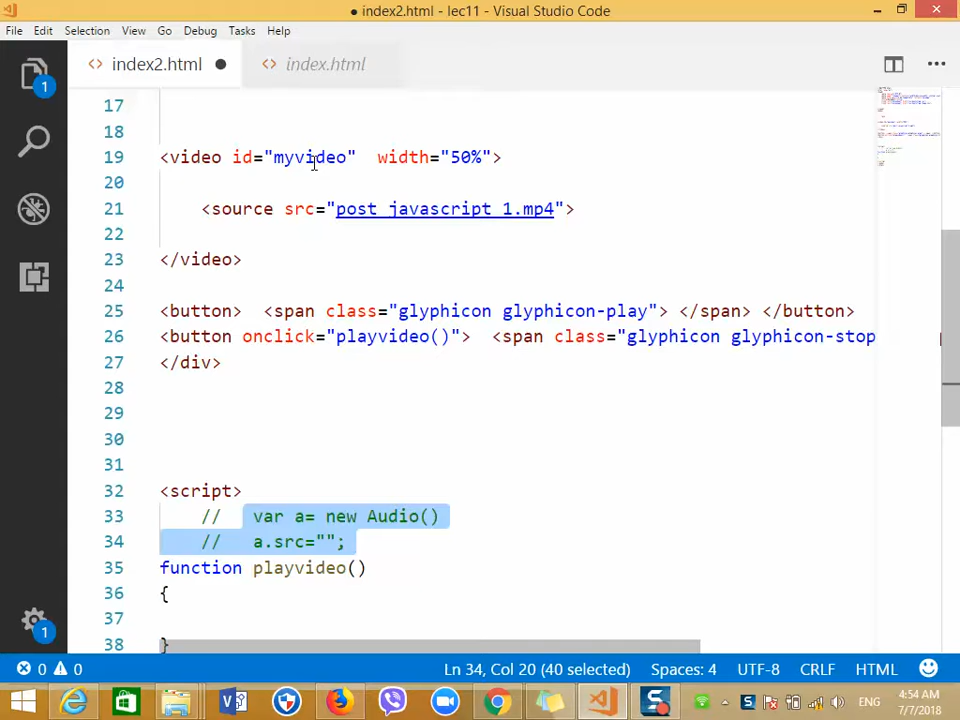 ● index2.html - lec11 - Visual Studio Code
File Edit Selection View Go Debug Tasks Help
<> index2.html ● <> index.html
17
18
19 <video id="myvideo" width="50%">
20
21 <source src="post_javascript_1.mp4">
22
23 </video>
24
25 <button> <span class="glyphicon glyphicon-play"> </span> </button>
26 <button onclick="playvideo()"> <span class="glyphicon glyphicon-stop
27 </div>
28
29
30
31
32 <script>
33 // var a= new Audio()
34 // a.src="";
35 function playvideo()
36 {
37
38 }
1
1
0 0 Ln 34, Col 20 (40 selected) Spaces: 4 UTF-8 CRLF HTML
ENG 4:54 AM
7/7/2018